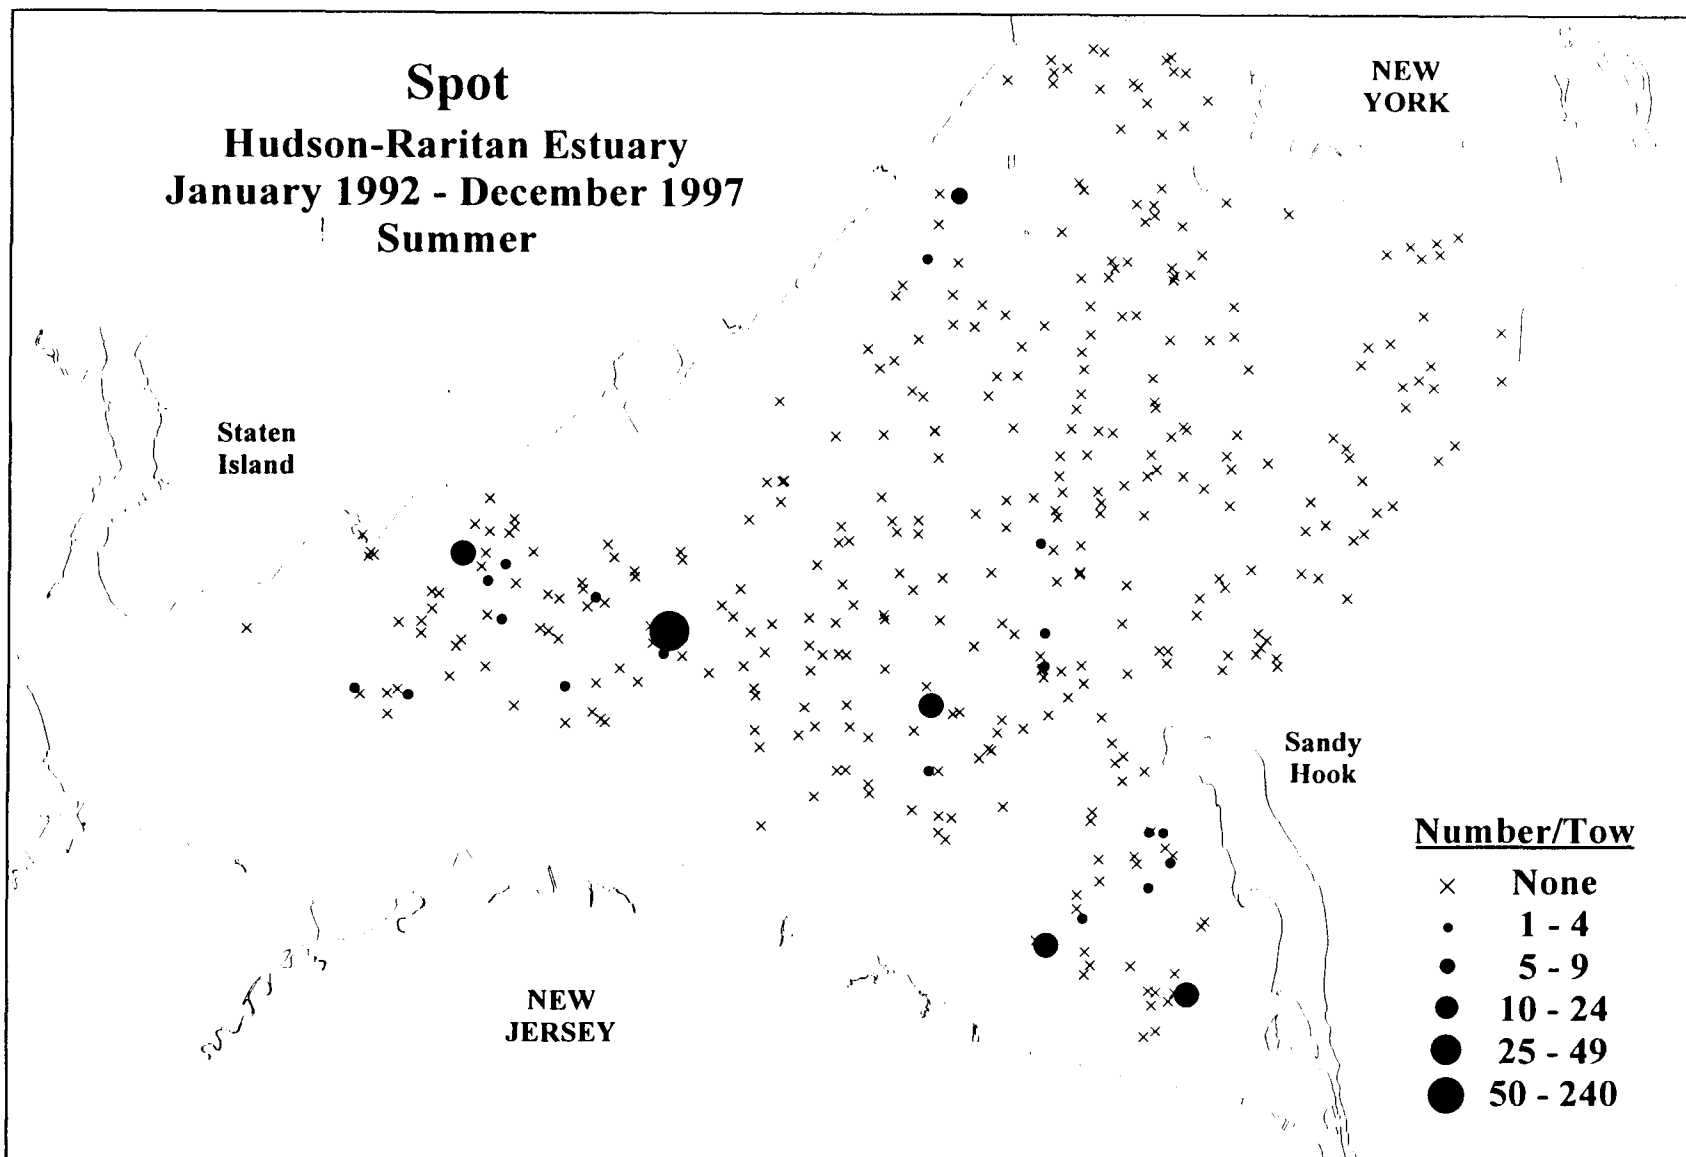 Spot
Hudson-Raritan Estuary
January 1992 - December 1997
Summer
NEW
YORK
Staten
Island
Sandy
Hook
NEW
JERSEY
Number/Tow
None
1 - 4
5 - 9
10 - 24
25 - 49
50 - 240